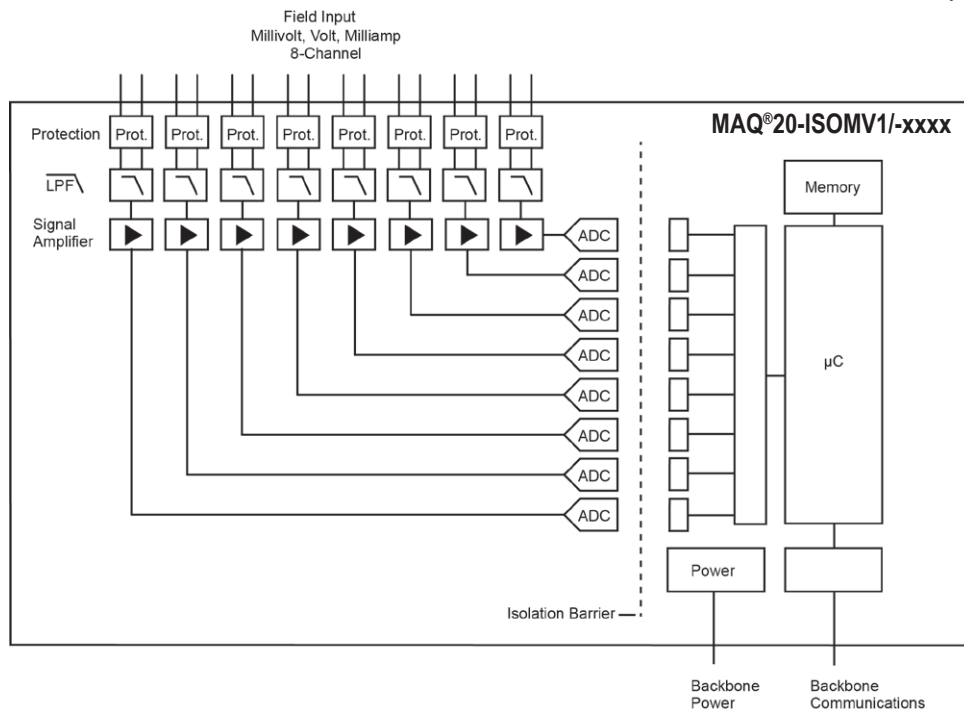 Field Input
Millivolt, Volt, Milliamp
8-Channel
MAQ®20-ISOMV1/-xxxx
Protection
Prot.
Prot.
Prot.
Prot.
Prot.
Prot.
Prot.
Prot.
LPF
Signal
Amplifier
Memory
ADC
ADC
ADC
ADC
ADC
ADC
ADC
ADC
µC
Power
Isolation Barrier
Backbone
Power
Backbone
Communications